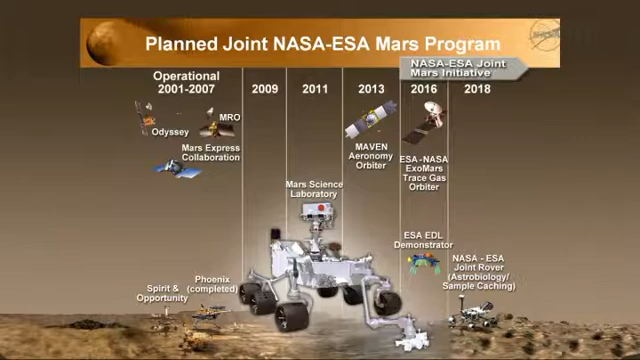 Planned Joint NASA-ESA Mars Program
NASA-ESA Joint
Mars Initiative
Operational
2001-2007
2009
2011
2013
2016
2018
Odyssey
MRO
Mars Express
Collaboration
MAVEN
Aeronomy
Orbiter
ESA -NASA
ExoMars
Trace Gas
Orbiter
Mars Science
Laboratory
ESA EDL
Demonstrator
NASA - ESA
Joint Rover
(Astrobiology/
Sample Caching)
Phoenix
(completed)
Spirit &
Opportunity